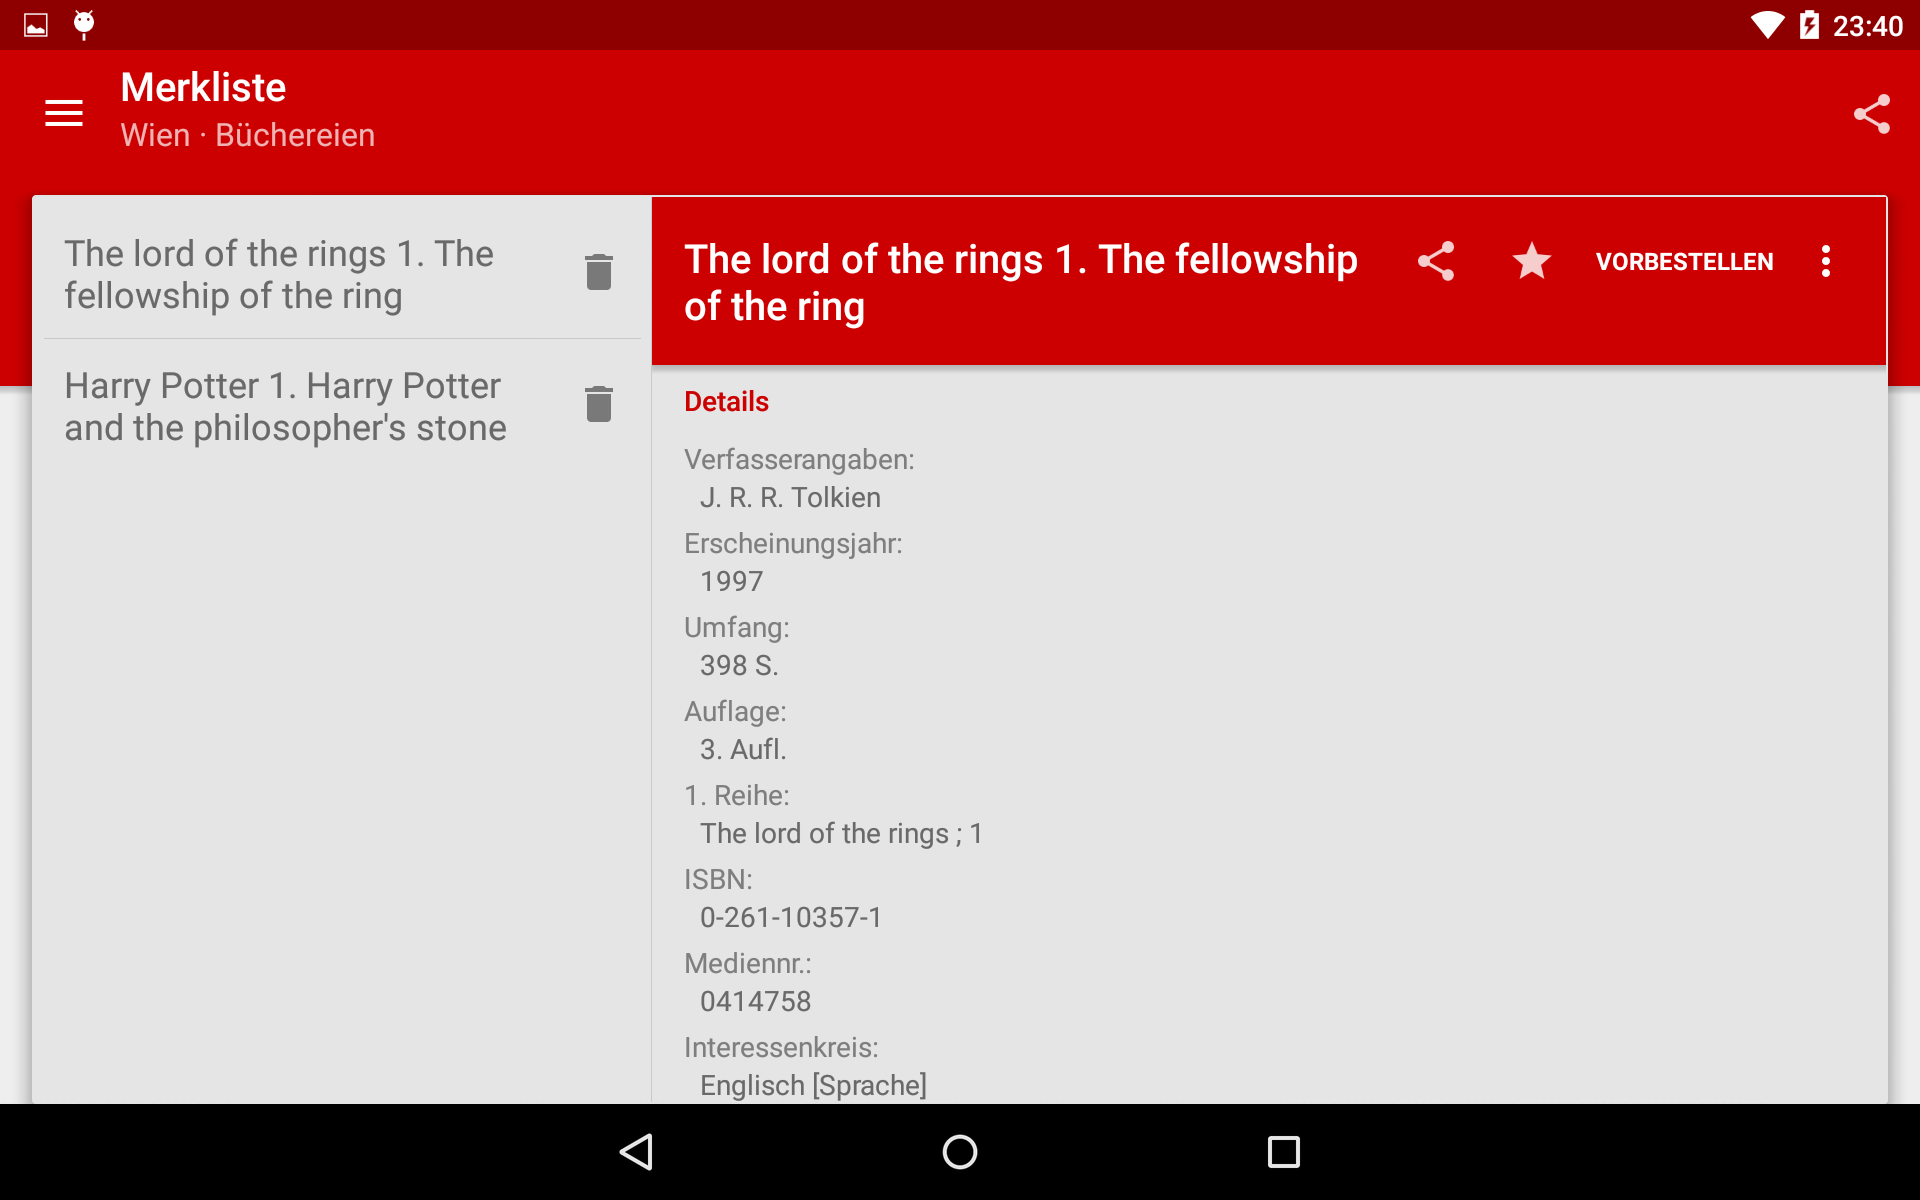 23:40
Merkliste
Wien · Büchereien
The lord of the rings 1. The
fellowship of the ring
Harry Potter 1. Harry Potter
and the philosopher's stone
The lord of the rings 1. The fellowship
of the ring
VORBESTELLEN
Details
Verfasserangaben:
J. R. R. Tolkien
Erscheinungsjahr:
1997
Umfang:
398 S.
Auflage:
3. Aufl.
1. Reihe:
The lord of the rings ; 1
ISBN:
0-261-10357-1
Mediennr.:
0414758
Interessenkreis:
Englisch [Sprache]